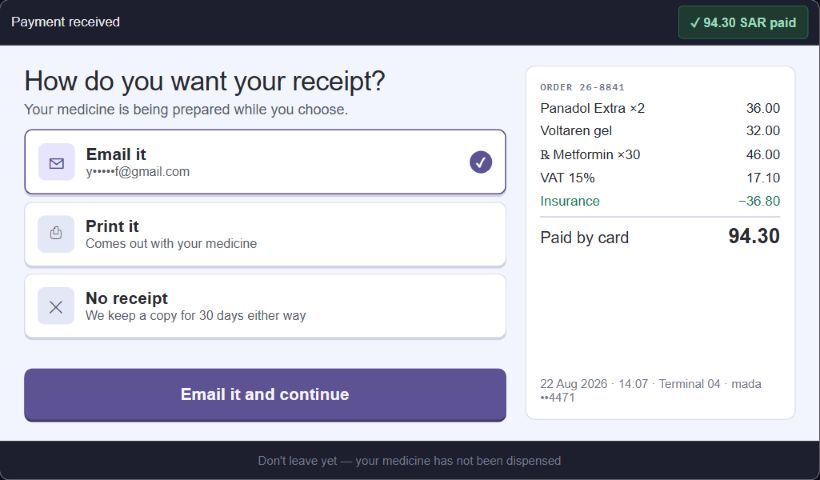 Payment received
✓ 94.30 SAR paid
How do you want your receipt?
Your medicine is being prepared while you choose.
Email it
y•••••f@gmail.com
Print it
Comes out with your medicine
No receipt
We keep a copy for 30 days either way
Email it and continue
ORDER 26-8841
Panadol Extra ×2 36.00
Voltaren gel 32.00
℞ Metformin ×30 46.00
VAT 15% 17.10
Insurance −36.80
Paid by card 94.30
22 Aug 2026 · 14:07 · Terminal 04 · mada
••4471
Don't leave yet — your medicine has not been dispensed